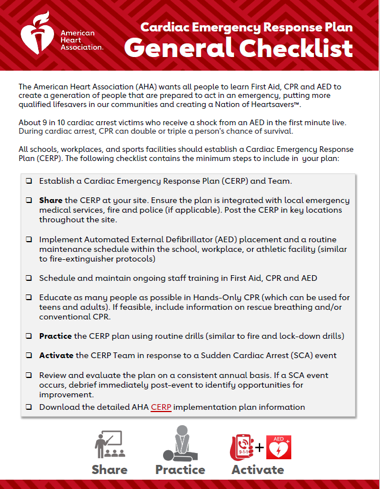 American
Heart
Association.
Cardiac Emergency Response Plan
General Checklist
The American Heart Association (AHA) wants all people to learn First Aid, CPR and AED to
create a generation of people that are prepared to act in an emergency, putting more
qualified lifesavers in our communities and creating a Nation of Heartsavers™.
About 9 in 10 cardiac arrest victims who receive a shock from an AED in the first minute live.
During cardiac arrest, CPR can double or triple a person's chance of survival.
All schools, workplaces, and sports facilities should establish a Cardiac Emergency Response
Plan (CERP). The following checklist contains the minimum steps to include in your plan:
❑ Establish a Cardiac Emergency Response Plan (CERP) and Team.
❑ Share the CERP at your site. Ensure the plan is integrated with local emergency
medical services, fire and police (if applicable). Post the CERP in key locations
throughout the site.
❑ Implement Automated External Defibrillator (AED) placement and a routine
maintenance schedule within the school, workplace, or athletic facility (similar
to fire-extinguisher protocols)
❑ Schedule and maintain ongoing staff training in First Aid, CPR and AED
❑ Educate as many people as possible in Hands-Only CPR (which can be used for
teens and adults). If feasible, include information on rescue breathing and/or
conventional CPR.
❑ Practice the CERP plan using routine drills (similar to fire and lock-down drills)
❑ Activate the CERP Team in response to a Sudden Cardiac Arrest (SCA) event
❑ Review and evaluate the plan on a consistent annual basis. If a SCA event
occurs, debrief immediately post-event to identify opportunities for
improvement.
❑ Download the detailed AHA CERP implementation plan information
AED
+
Share Practice Activate